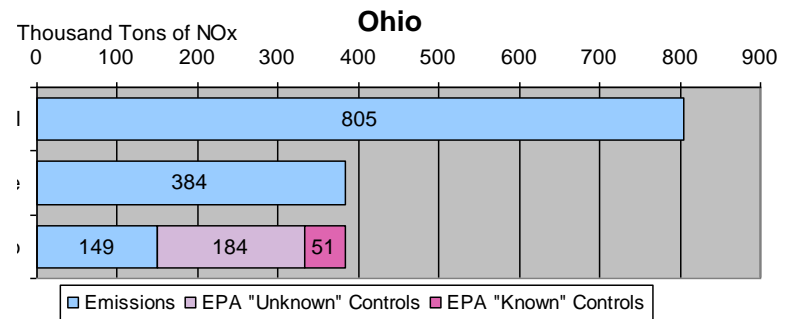 Ohio
Thousand Tons of NOx
0 100 200 300 400 500 600 700 800 900
805
384
149 184 51
Emissions EPA "Unknown" Controls EPA "Known" Controls